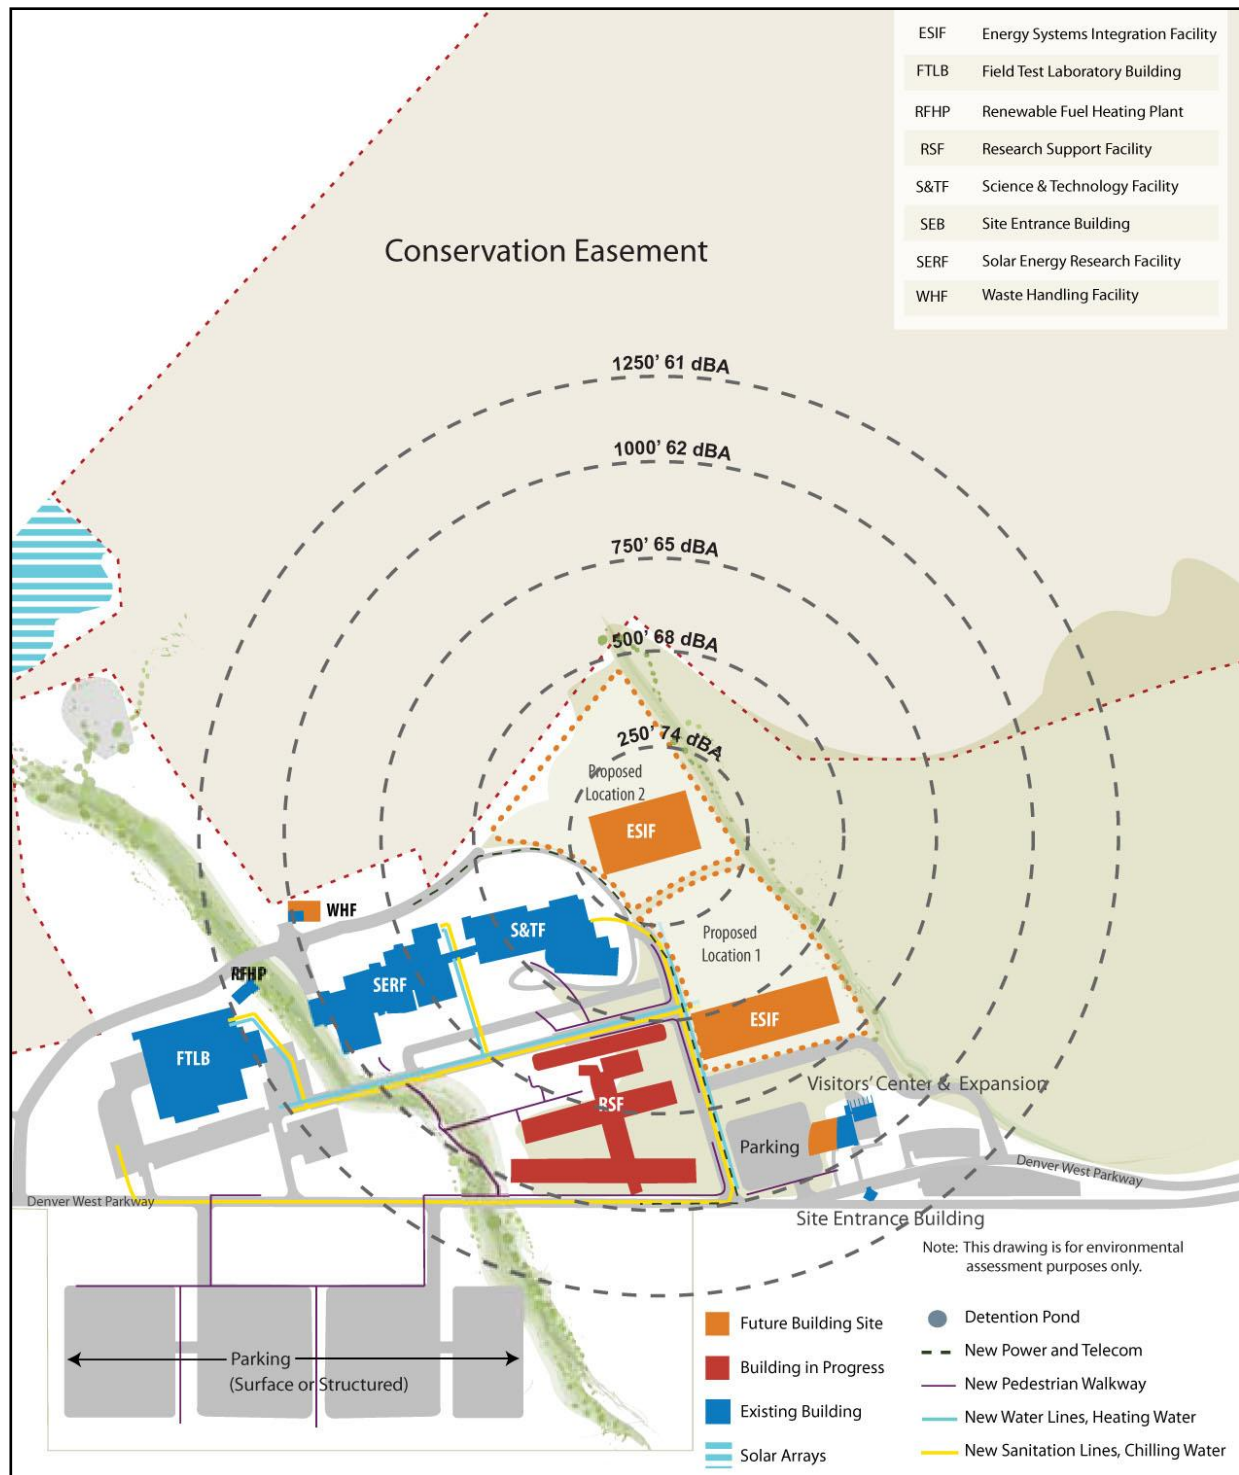 ESIF Energy Systems Integration Facility
FTLB Field Test Laboratory Building
RFHP Renewable Fuel Heating Plant
RSF Research Support Facility
S&TF Science & Technology Facility
SEB Site Entrance Building
SERF Solar Energy Research Facility
WHF Waste Handling Facility
Conservation Easement
1250’ 61 dBA
1000’ 62 dBA
750’ 65 dBA
500’ 68 dBA
250’ 74 dBA
Proposed
Location 2
ESIF
WHF
S&TF
Proposed
Location 1
RFHP
SERF
ESIF
FTLB
RSF
Visitors’ Center & Expansion
Parking
Denver West Parkway
Denver West Parkway
Site Entrance Building
Note: This drawing is for environmental
assessment purposes only.
Parking
(Surface or Structured)
Future Building Site
Building in Progress
Existing Building
Solar Arrays
Detention Pond
New Power and Telecom
New Pedestrian Walkway
New Water Lines, Heating Water
New Sanitation Lines, Chilling Water